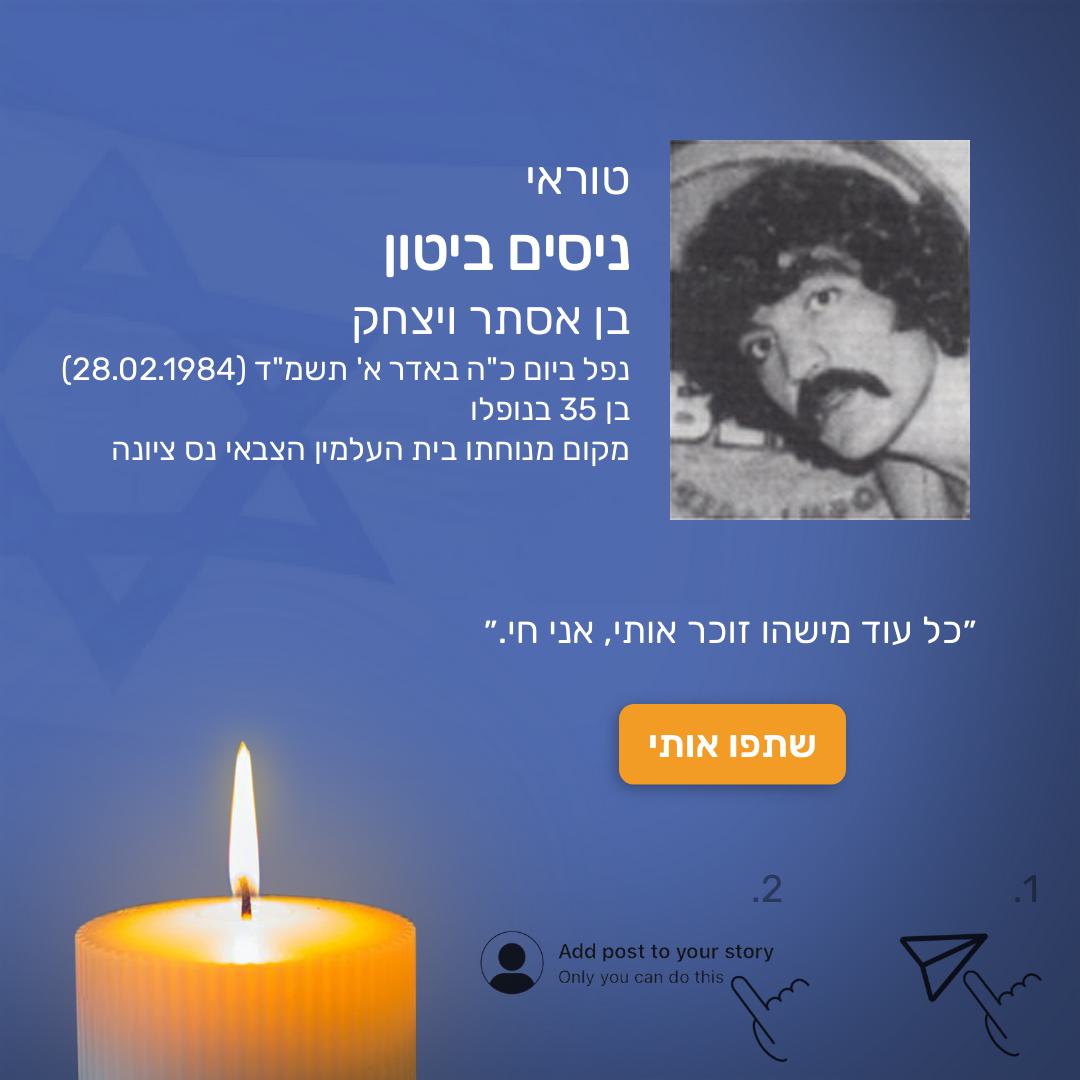 טוראי
ניסים ביטון
בן אסתר ויצחק
נפל ביום כ"ה באדר א' תשמ"ד (28.02.1984)
בן 35 בנופלו
מקום מנוחתו בית העלמין הצבאי נס ציונה
״כל עוד מישהו זוכר אותי, אני חי.״
שתפו אותי
.1
.2
Add post to your story
Only you can do this